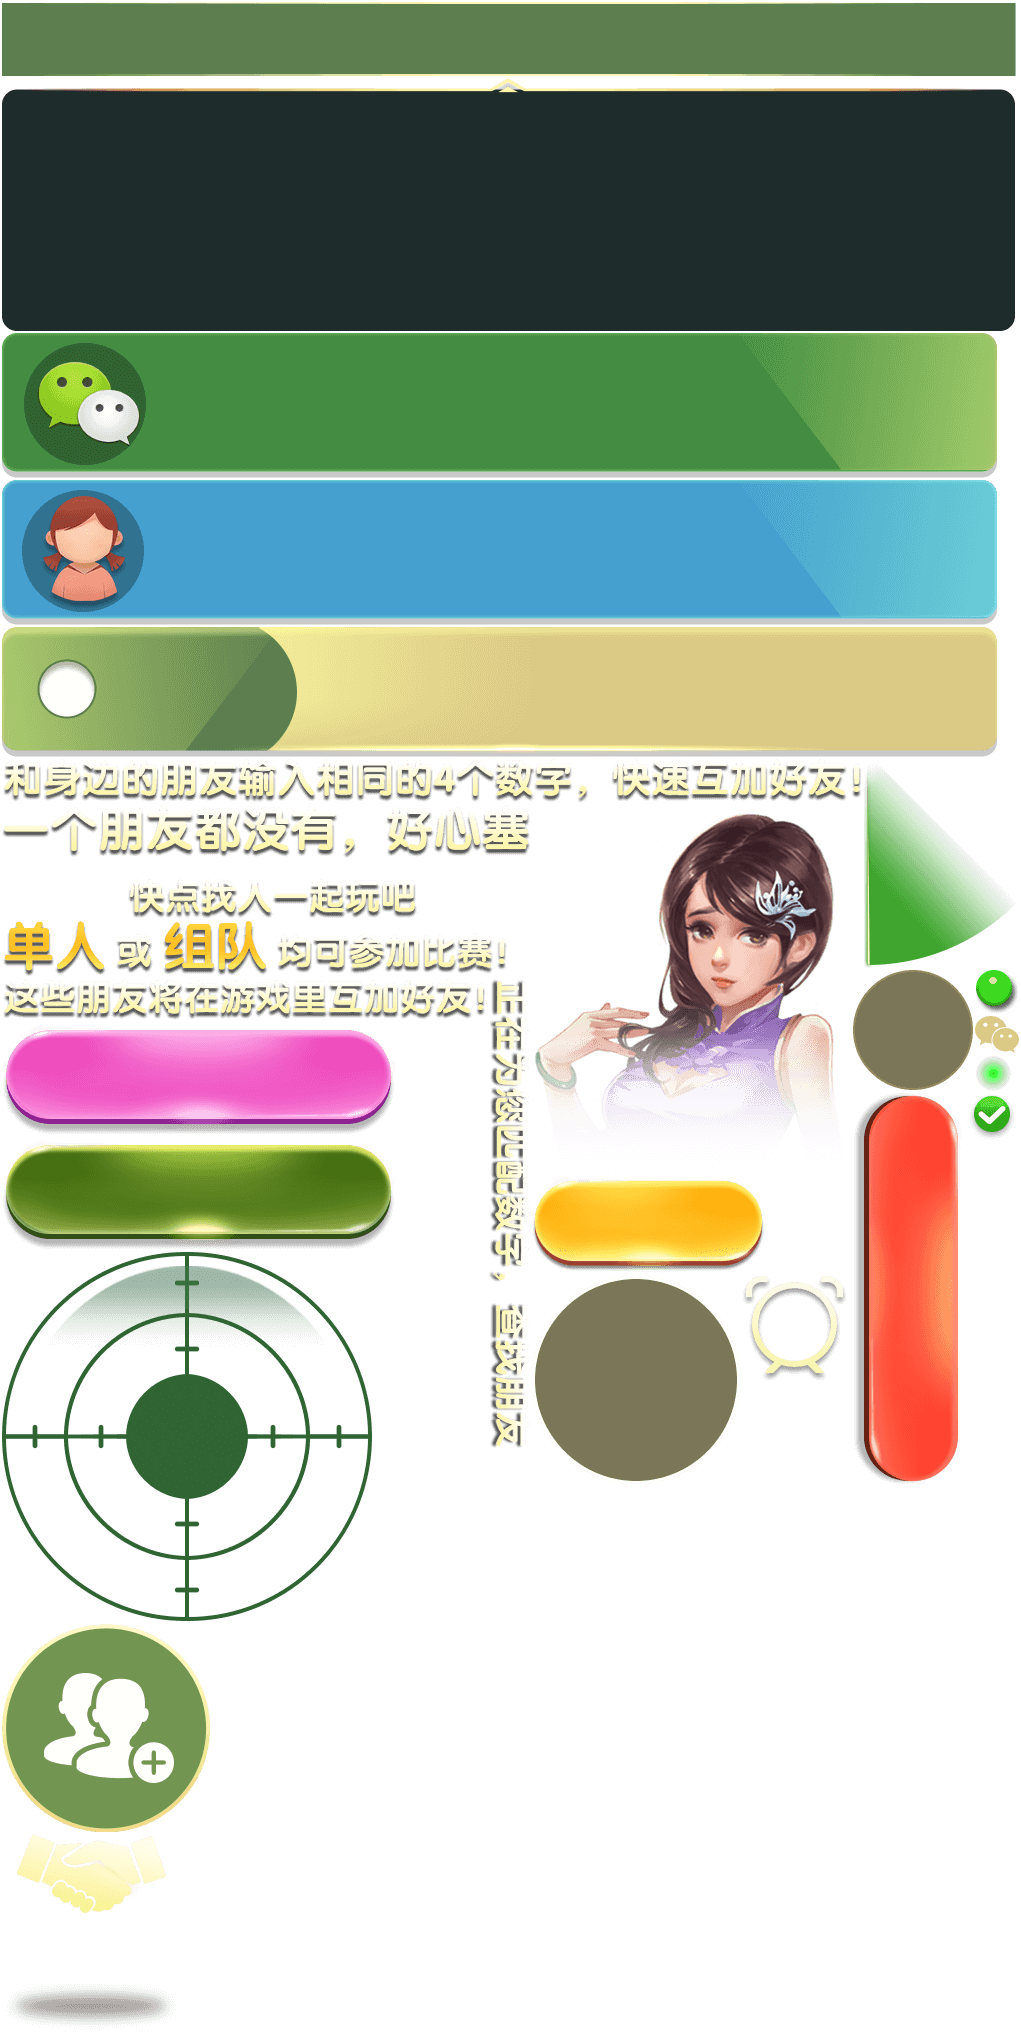 和身边的朋友输入相同的4个数字，快速互加好友！
一个朋友都没有，好心塞
快点找人一起玩吧
单人 或 组队 均可参加比赛！
这些朋友将在游戏里互加好友！
正在为您匹配数字，查找朋友